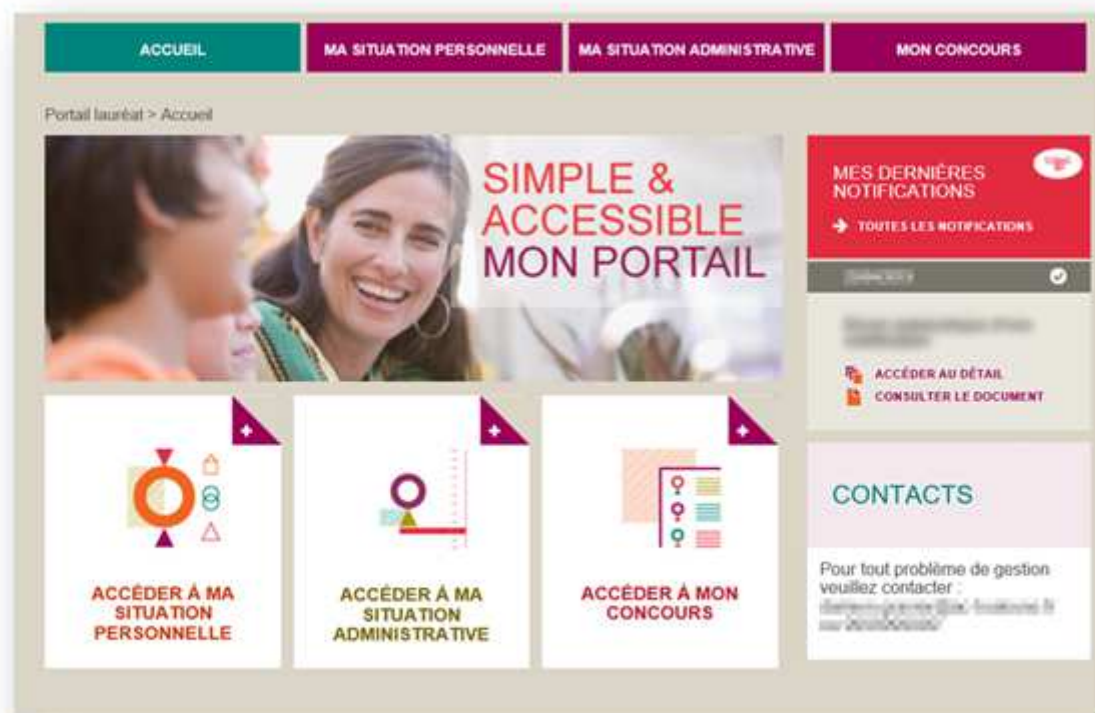 ACCUEIL
MA SITUATION PERSONNELLE
MA SITUATION ADMINISTRATIVE
MON CONCOURS
Portail lauréat > Accueil
SIMPLE &
ACCESSIBLE
MON PORTAIL
MES DERNIÈRES
NOTIFICATIONS
TOUTES LES NOTIFICATIONS
ACCÉDER AU DÉTAIL
CONSULTER LE DOCUMENT
ACCÉDER À MA
SITUATION
PERSONNELLE
ACCÉDER À MA
SITUATION
ADMINISTRATIVE
ACCÉDER À MON
CONCOURS
CONTACTS
Pour tout problème de gestion
veuillez contacter :